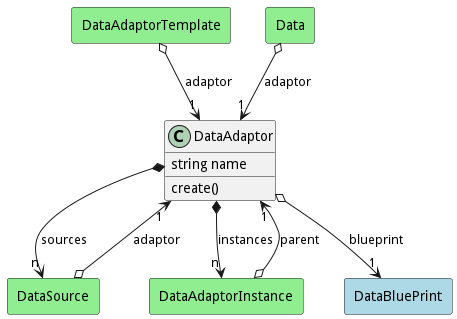 DataAdaptorTemplate
Data
adaptor
adaptor
1
1
C DataAdaptor
string name
create()
sources
adaptor
instances
parent
blueprint
1
1
n
n
1
DataSource
DataAdaptorInstance
DataBluePrint